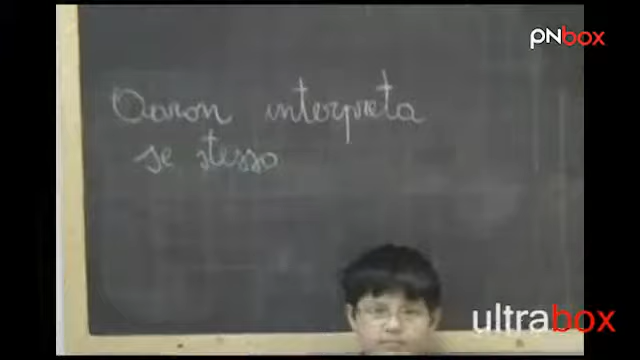 PNbox
Aaron interpreta
se stesso
ultrabox